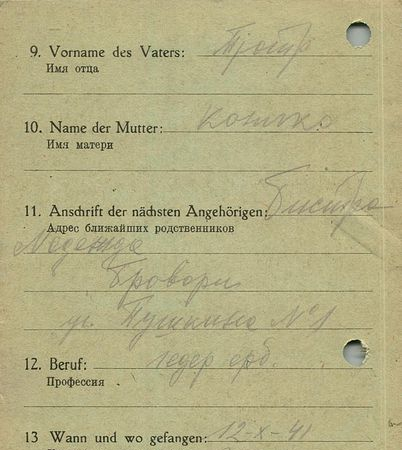 9. Vorname des Vaters:
Имя отца
10. Name der Mutter:
Имя матери
11. Anschrift der nächsten Angehörigen:
Адрес ближайших родственников
Надежда
Бровари
ул. Пушкина №1
12. Beruf:
Профессия
13 Wann und wo gefangen: 12-X-41